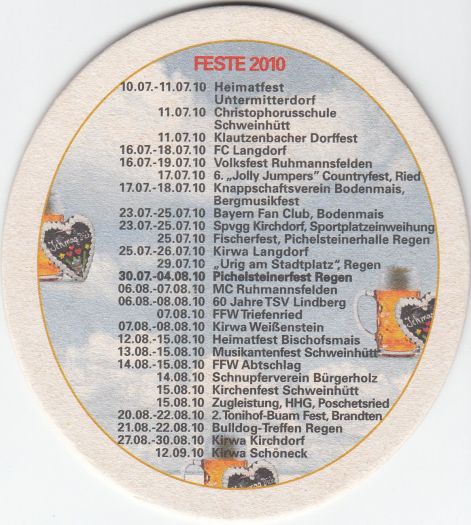 FESTE 2010
10.07.-11.07.10 Heimatfest
Untermitterdorf
11.07.10 Christophorusschule
Schweinhütt
11.07.10 Klautzenbacher Dorffest
16.07.-18.07.10 FC Langdorf
16.07.-19.07.10 Volksfest Ruhmannsfelden
17.07.10 6. „Jolly Jumpers" Countryfest, Ried
17.07.-18.07.10 Knappschaftsverein Bodenmais,
Bergmusikfest
23.07.-25.07.10 Bayern Fan Club, Bodenmais
23.07.-25.07.10 Spvgg Kirchdorf, Sportplatzeinweihung
25.07.10 Fischerfest, Pichelsteinerhalle Regen
25.07.-26.07.10 Kirwa Langdorf
29.07.10 „Urig am Stadtplatz", Regen
30.07.-04.08.10 Pichelsteinerfest Regen
06.08.-07.08.10 MC Ruhmannsfelden
06.08.-08.08.10 60 Jahre TSV Lindberg
07.08.10 FFW Triefenried
07.08.-08.08.10 Kirwa Weißenstein
12.08.-15.08.10 Heimatfest Bischofsmais
13.08.-15.08.10 Musikantenfest Schweinhütt
14.08.-15.08.10 FFW Abtschlag
14.08.10 Schnupferverein Bürgerholz
15.08.10 Kirchenfest Schweinhütt
15.08.10 Zugleistung, HHG, Poschetsried
20.08.-22.08.10 2. Tonihof-Buam Fest, Brandten
21.08.-22.08.10 Bulldog-Treffen Regen
27.08.-30.08.10 Kirwa Kirchdorf
12.09.10 Kirwa Schöneck
Ichmag